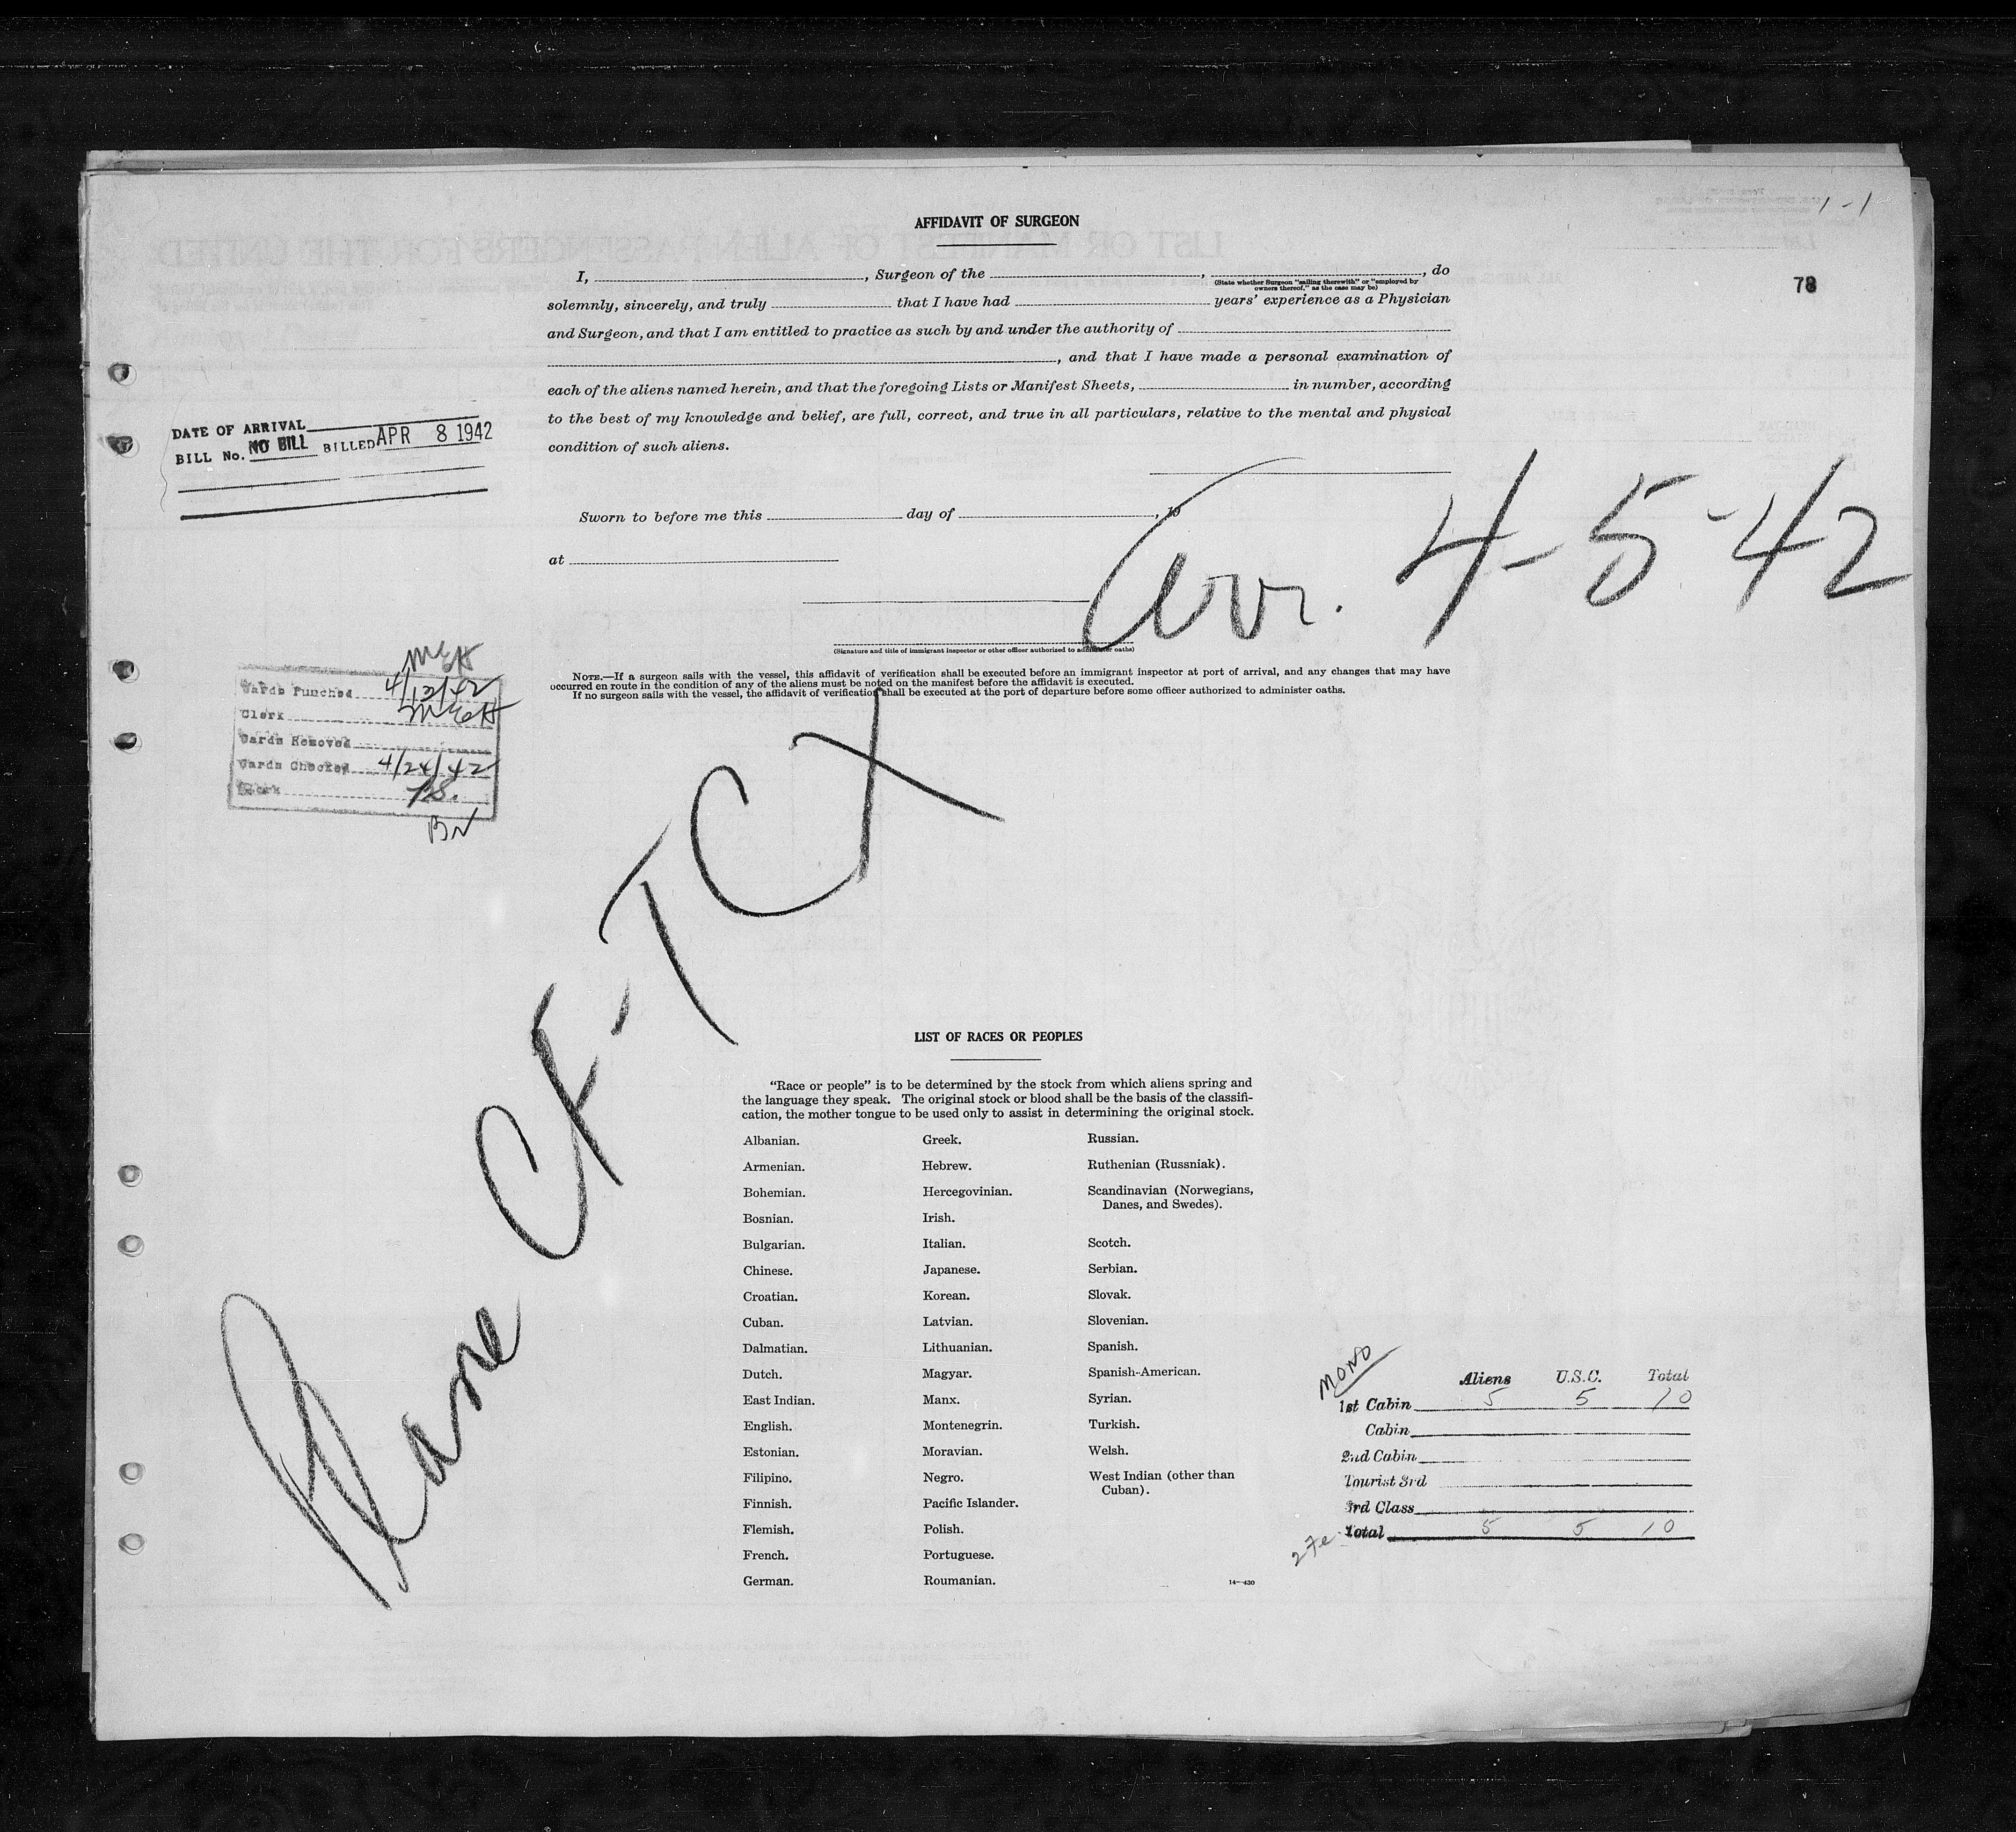 1-1
AFFIDAVIT OF SURGEON
78
I, , Surgeon of the , , do
(State whether Surgeon "sailing therewith" or "employed by owners thereof," as the case may be)
solemnly, sincerely, and truly that I have had years' experience as a Physician
and Surgeon, and that I am entitled to practice as such by and under the authority of
, and that I have made a personal examination of
each of the aliens named herein, and that the foregoing Lists or Manifest Sheets, in number, according
to the best of my knowledge and belief, are full, correct, and true in all particulars, relative to the mental and physical
condition of such aliens.
DATE OF ARRIVAL
BILL No. NO BILL BILLED APR 8 1942
Sworn to before me this day of , 19
at
Arr. 4-5-42
(Signature and title of immigrant inspector or other officer authorized to administer oaths)
NOTE.—If a surgeon sails with the vessel, this affidavit of verification shall be executed before an immigrant inspector at port of arrival, and any changes that may have
occurred en route in the condition of any of the aliens must be noted on the manifest before the affidavit is executed.
If no surgeon sails with the vessel, the affidavit of verification shall be executed at the port of departure before some officer authorized to administer oaths.
Cards Punched 4/13/42
Clerk
Cards Removed
Cards Checked 4/24/42
Clerk
Plane CF-TCX
LIST OF RACES OR PEOPLES
"Race or people" is to be determined by the stock from which aliens spring and
the language they speak. The original stock or blood shall be the basis of the classifi-
cation, the mother tongue to be used only to assist in determining the original stock.
Albanian.
Armenian.
Bohemian.
Bosnian.
Bulgarian.
Chinese.
Croatian.
Cuban.
Dalmatian.
Dutch.
East Indian.
English.
Estonian.
Filipino.
Finnish.
Flemish.
French.
German.
Greek.
Hebrew.
Hercegovinian.
Irish.
Italian.
Japanese.
Korean.
Latvian.
Lithuanian.
Magyar.
Manx.
Montenegrin.
Moravian.
Negro.
Pacific Islander.
Polish.
Portuguese.
Roumanian.
Russian.
Ruthenian (Russniak).
Scandinavian (Norwegians,
Danes, and Swedes).
Scotch.
Serbian.
Slovak.
Slovenian.
Spanish.
Spanish-American.
Syrian.
Turkish.
Welsh.
West Indian (other than
Cuban).
14—430
MONO
Aliens U.S.C. Total
1st Cabin 5 5 10
Cabin
2nd Cabin
Tourist 3rd
3rd Class
Total 5 5 10